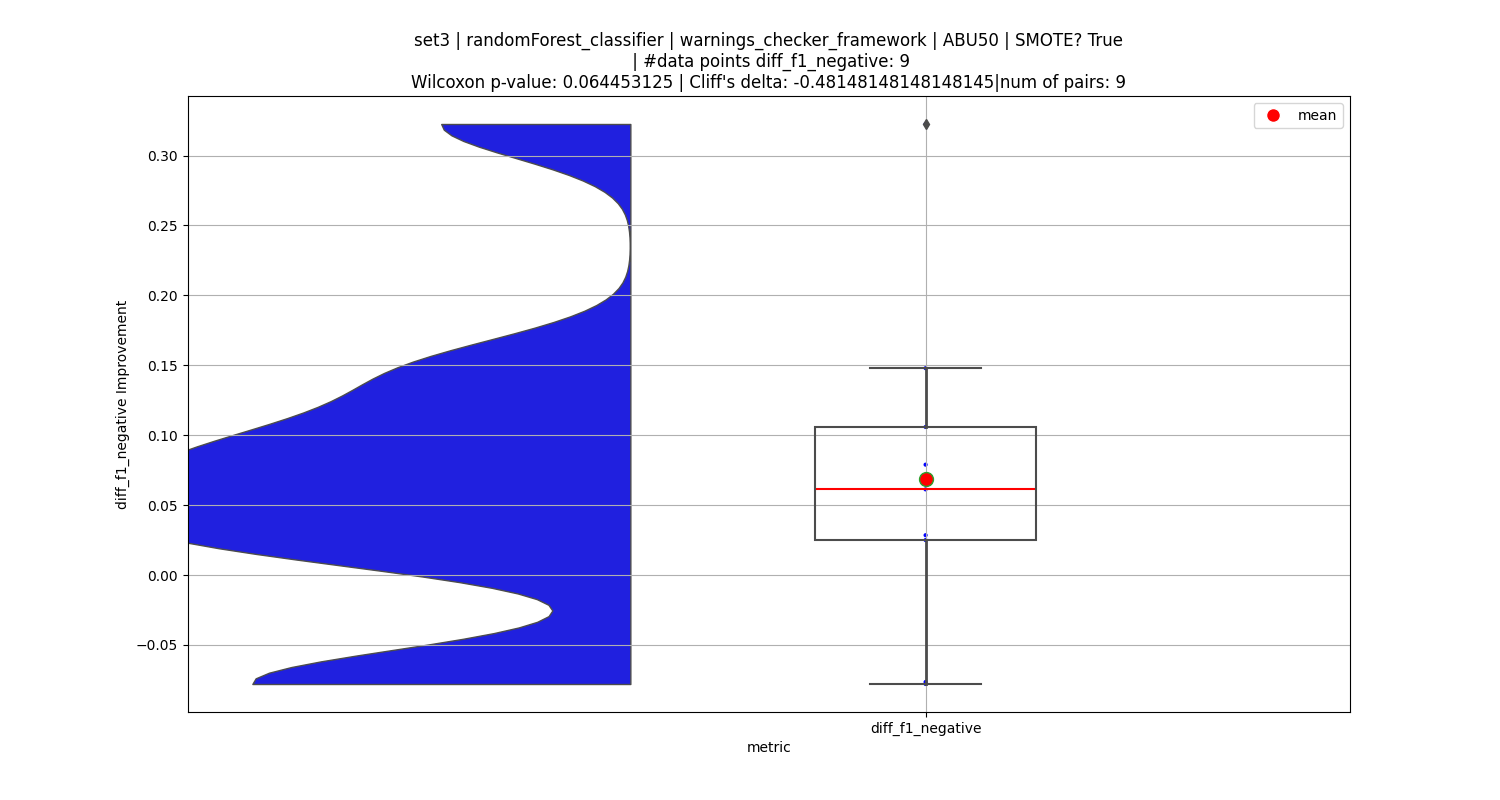 set3 | randomForest_classifier | warnings_checker_framework | ABU50 | SMOTE? True
| #data points diff_f1_negative: 9
Wilcoxon p-value: 0.064453125 | Cliff's delta: -0.48148148148148145|num of pairs: 9
mean
0.30
0.25
0.20
0.15
0.10
0.05
0.00
−0.05
diff_f1_negative Improvement
diff_f1_negative
metric